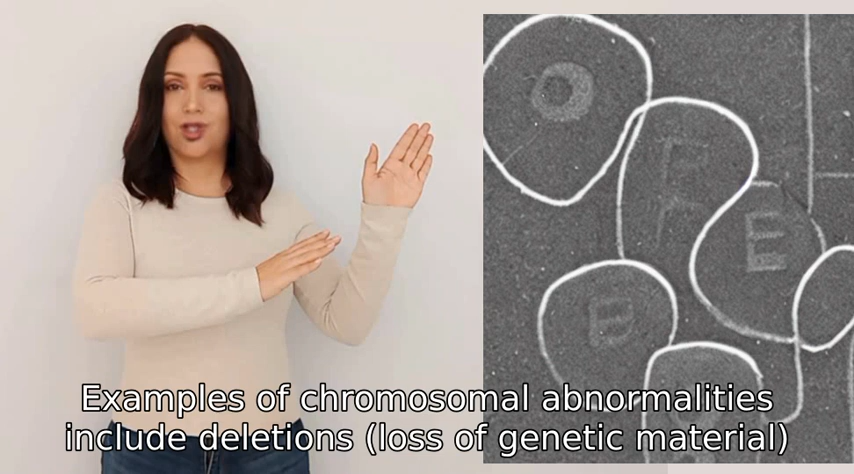 F
E
B
Examples of chromosomal abnormalities
include deletions (loss of genetic material)